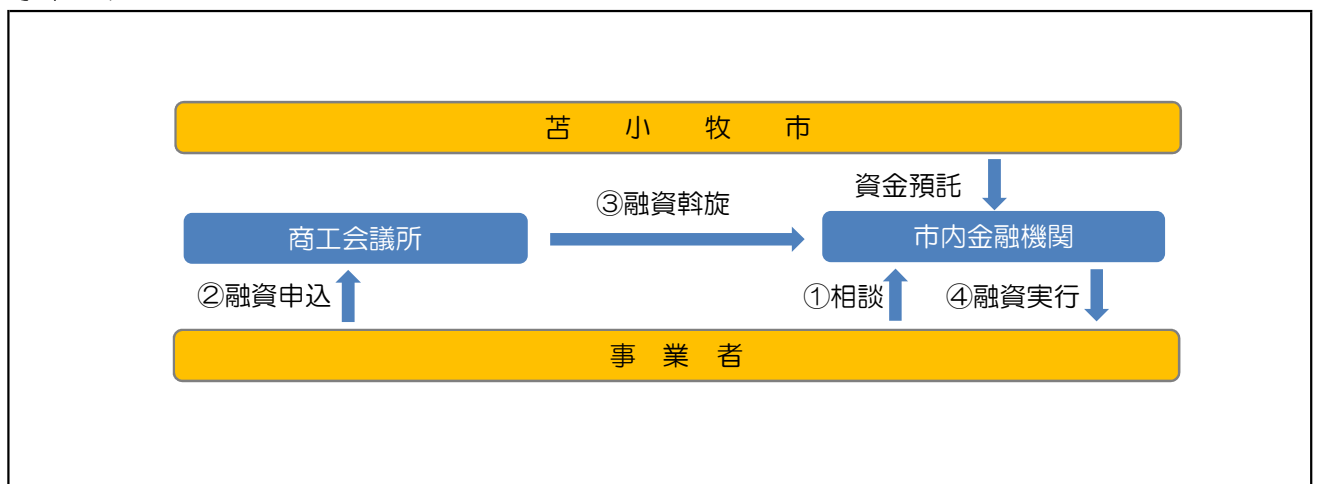 苫小牧市
資金預託
③融資斡旋
商工会議所
市内金融機関
②融資申込
①相談
④融資実行
事業者